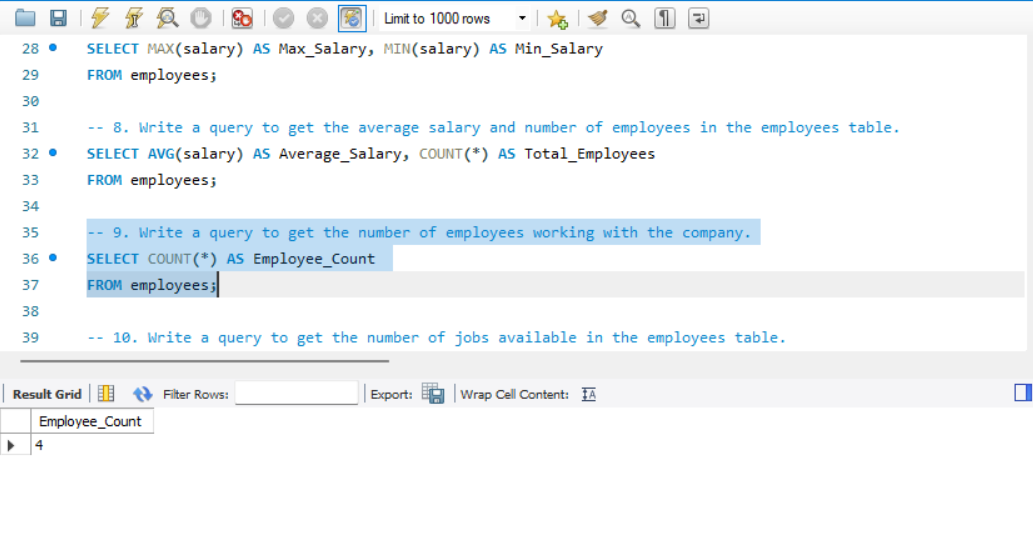 Limit to 1000 rows
28 SELECT MAX(salary) AS Max_Salary, MIN(salary) AS Min_Salary
29 FROM employees;
30
31 -- 8. Write a query to get the average salary and number of employees in the employees table.
32 SELECT AVG(salary) AS Average_Salary, COUNT(*) AS Total_Employees
33 FROM employees;
34
35 -- 9. Write a query to get the number of employees working with the company.
36 SELECT COUNT(*) AS Employee_Count
37 FROM employees;
38
39 -- 10. Write a query to get the number of jobs available in the employees table.
Result Grid Filter Rows: Export: Wrap Cell Content: IA
Employee_Count
4